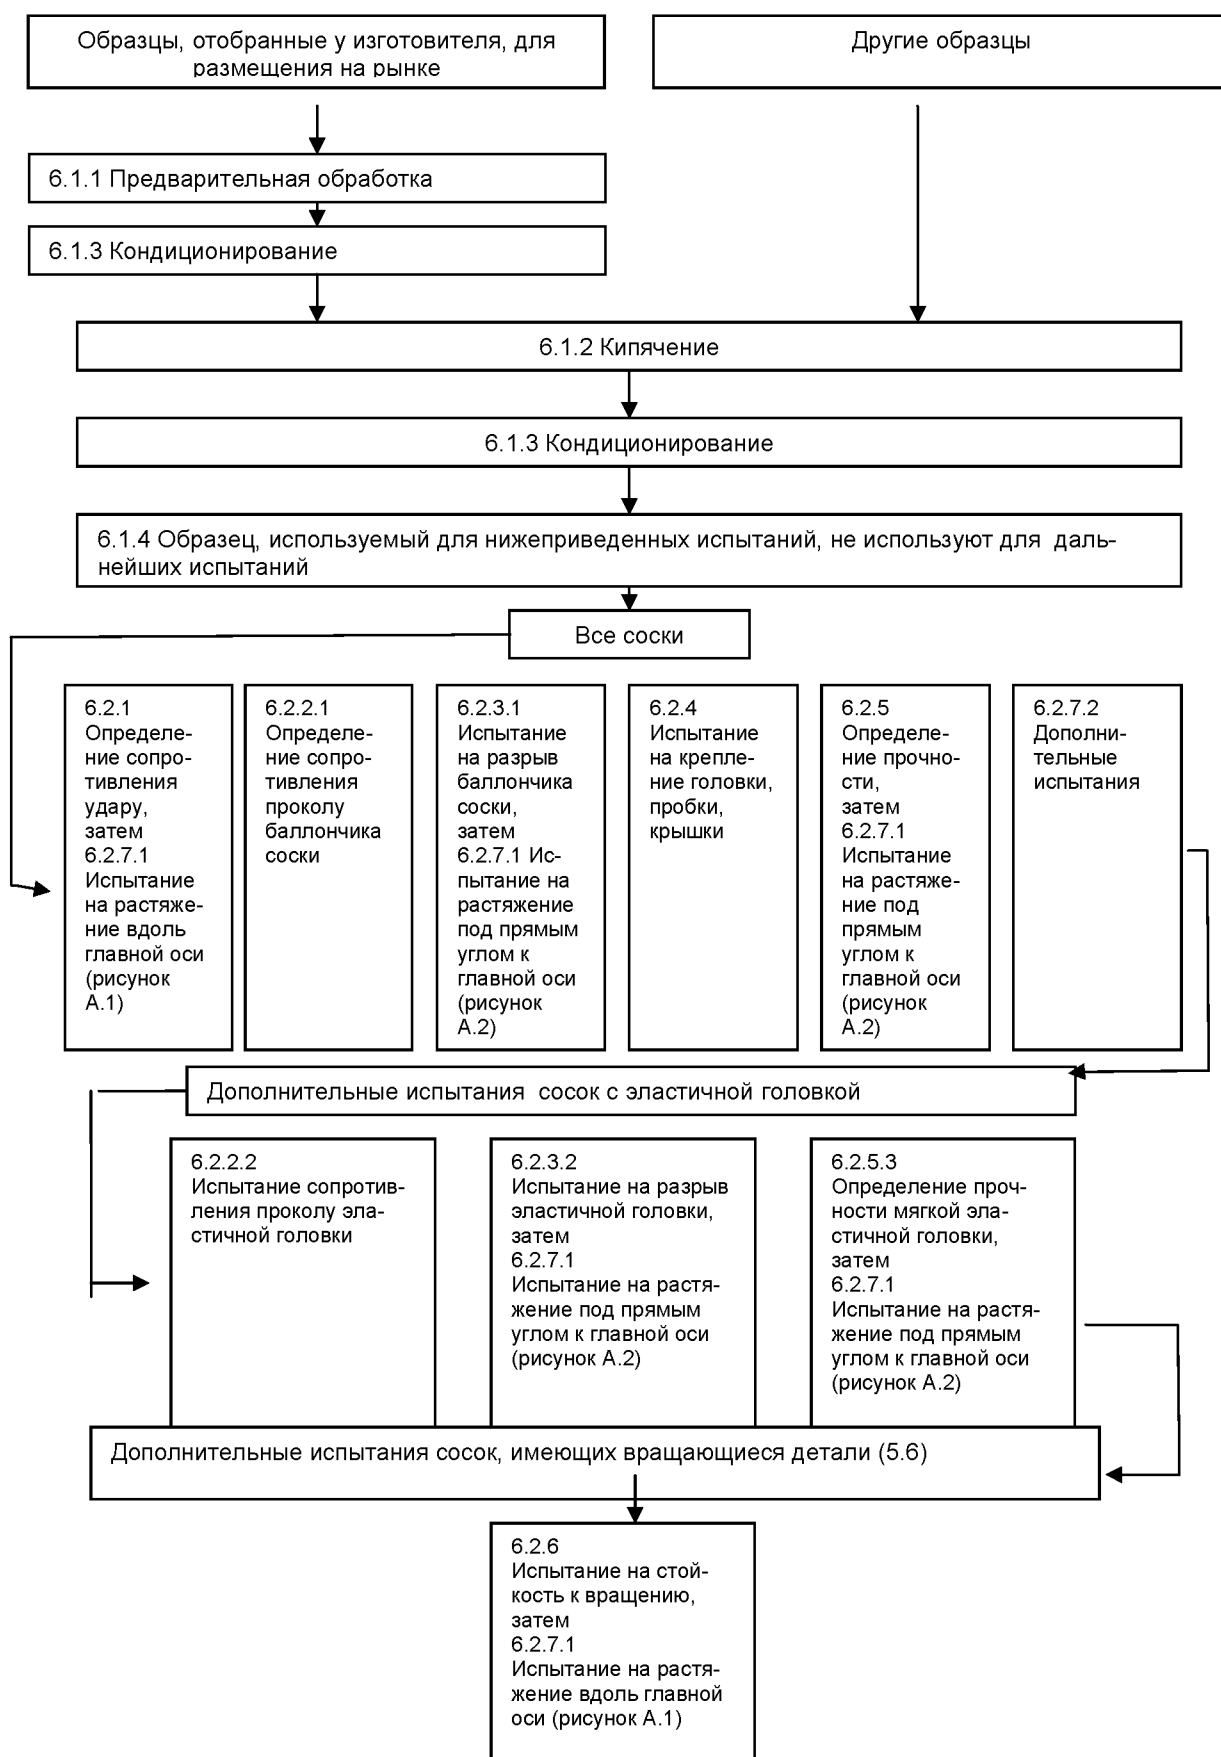 Образцы, отобранные у изготовителя, для
размещения на рынке
Другие образцы
6.1.1 Предварительная обработка
6.1.3 Кондиционирование
6.1.2 Кипячение
6.1.3 Кондиционирование
6.1.4 Образец, используемый для нижеприведенных испытаний, не используют для даль-
нейших испытаний
Все соски
6.2.1
Определе-
ние сопро-
тивления
удару,
затем
6.2.7.1
Испытание
на растяже-
ние вдоль
главной оси
(рисунок
А.1)
6.2.2.1
Определе-
ние сопро-
тивления
проколу
баллончика
соски
6.2.3.1
Испытание
на разрыв
баллончика
соски,
затем
6.2.7.1 Ис-
пытание на
растяжение
под прямым
углом к
главной оси
(рисунок
А.2)
6.2.4
Испытание
на крепле-
ние головки,
пробки,
крышки
6.2.5
Определе-
ние прочно-
сти,
затем
6.2.7.1
Испытание
на растяже-
ние под
прямым
углом к
главной оси
(рисунок
А.2)
6.2.7.2
Дополни-
тельные
испытания
Дополнительные испытания сосок с эластичной головкой
6.2.2.2
Испытание сопротив-
ления проколу эла-
стичной головки
6.2.3.2
Испытание на разрыв
эластичной головки,
затем
6.2.7.1
Испытание на растя-
жение под прямым
углом к главной оси
(рисунок А.2)
6.2.5.3
Определение проч-
ности мягкой эла-
стичной головки,
затем
6.2.7.1
Испытание на растя-
жение под прямым
углом к главной оси
(рисунок А.2)
Дополнительные испытания сосок, имеющих вращающиеся детали (5.6)
6.2.6
Испытание на стой-
кость к вращению,
затем
6.2.7.1
Испытание на растя-
жение вдоль главной
оси (рисунок А.1)